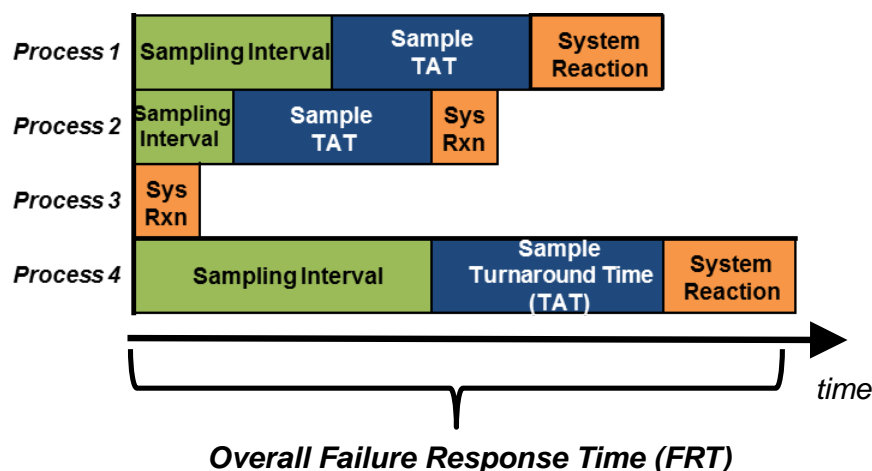 Process 1
Sampling Interval
Sample
TAT
System
Reaction
Process 2
Sampling
Interval
Sample
TAT
Sys
Rxn
Process 3
Sys
Rxn
Process 4
Sampling Interval
Sample
Turnaround Time
(TAT)
System
Reaction
time
Overall Failure Response Time (FRT)